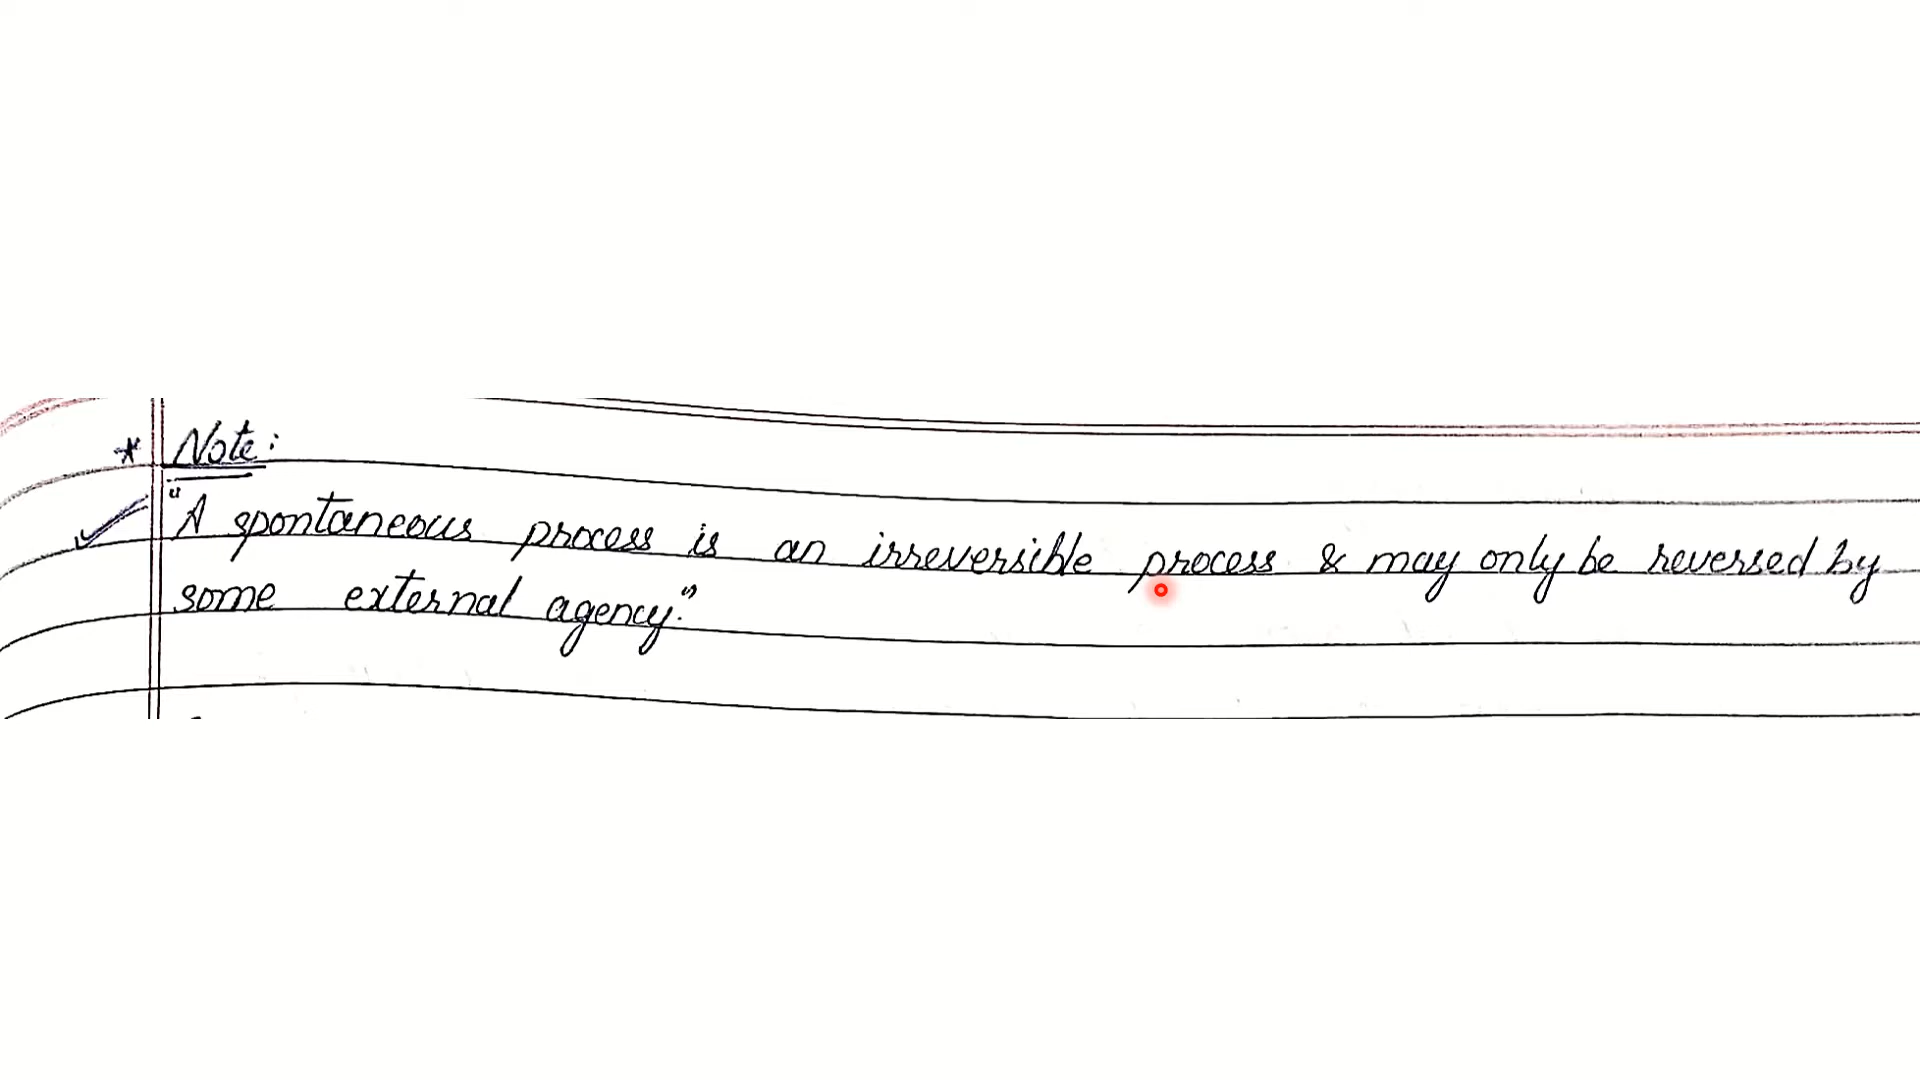 * Note:
"A spontaneous process is an irreversible process & may only be reversed by
some external agency."